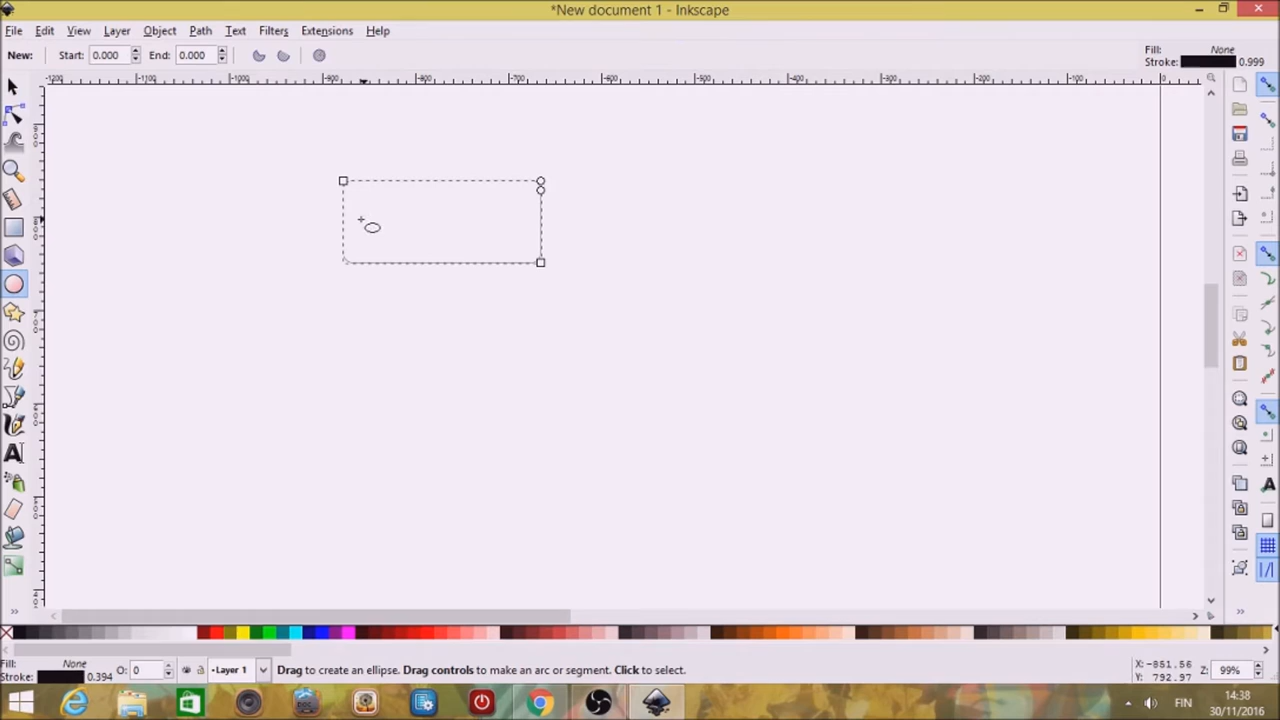 *New document 1 - Inkscape
File Edit View Layer Object Path Text Filters Extensions Help
New: Start: 0.000 End: 0.000
Fill: None
Stroke: 0.999
Fill: None
Stroke: 0.394
O: 0
•Layer 1
Drag to create an ellipse. Drag controls to make an arc or segment. Click to select.
X: -861.56
Y: 792.97
Z: 99%
FIN
14:38
30/11/2016